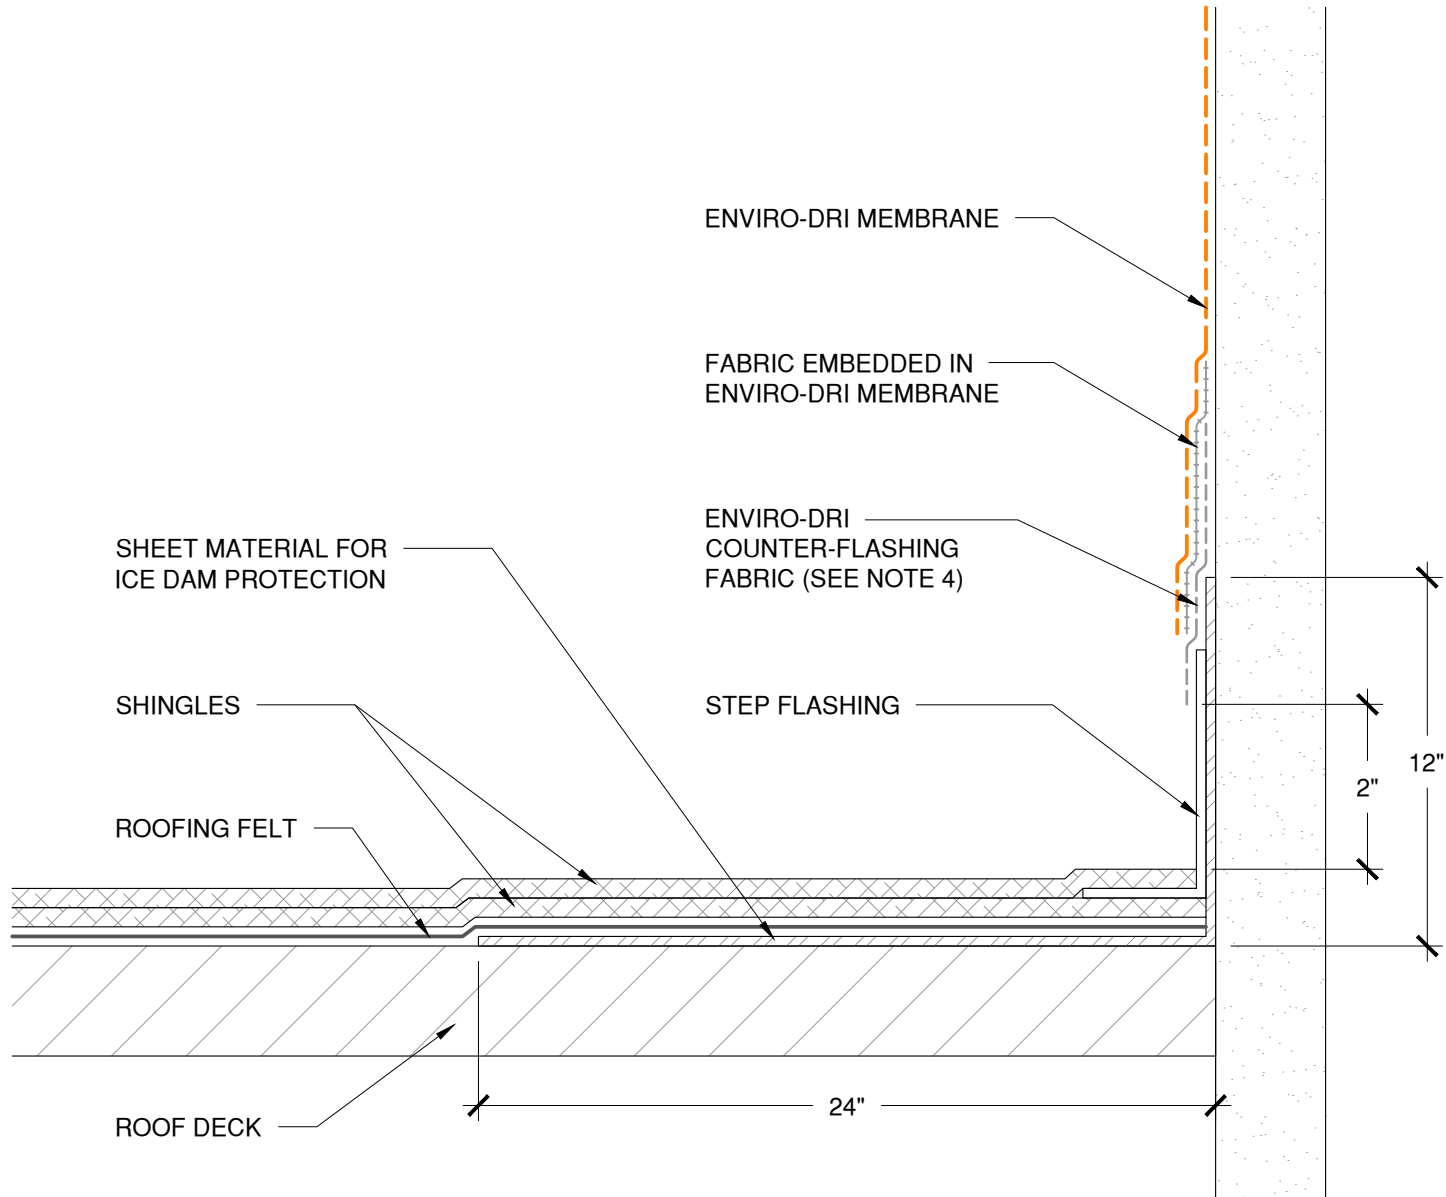 ENVIRO-DRI MEMBRANE
FABRIC EMBEDDED IN
ENVIRO-DRI MEMBRANE
ENVIRO-DRI
COUNTER-FLASHING
FABRIC (SEE NOTE 4)
SHEET MATERIAL FOR
ICE DAM PROTECTION
SHINGLES
STEP FLASHING
12"
2"
ROOFING FELT
24"
ROOF DECK